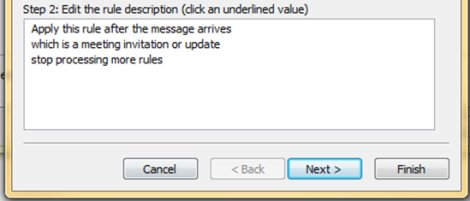 Step 2: Edit the rule description (click an underlined value)
Apply this rule after the message arrives
which is a meeting invitation or update
stop processing more rules
Cancel
< Back
Next >
Finish